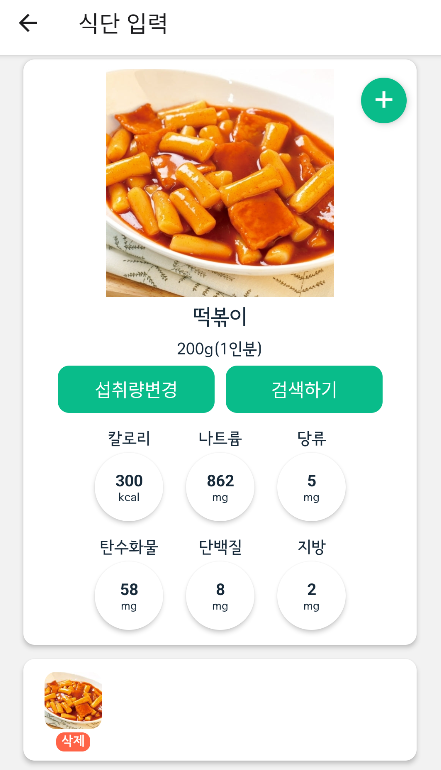 식단 입력
+
떡볶이
200g(1인분)
섭취량변경 검색하기
칼로리 나트륨 당류
300 862 5
kcal mg mg
탄수화물 단백질 지방
58 8 2
mg mg mg
삭제